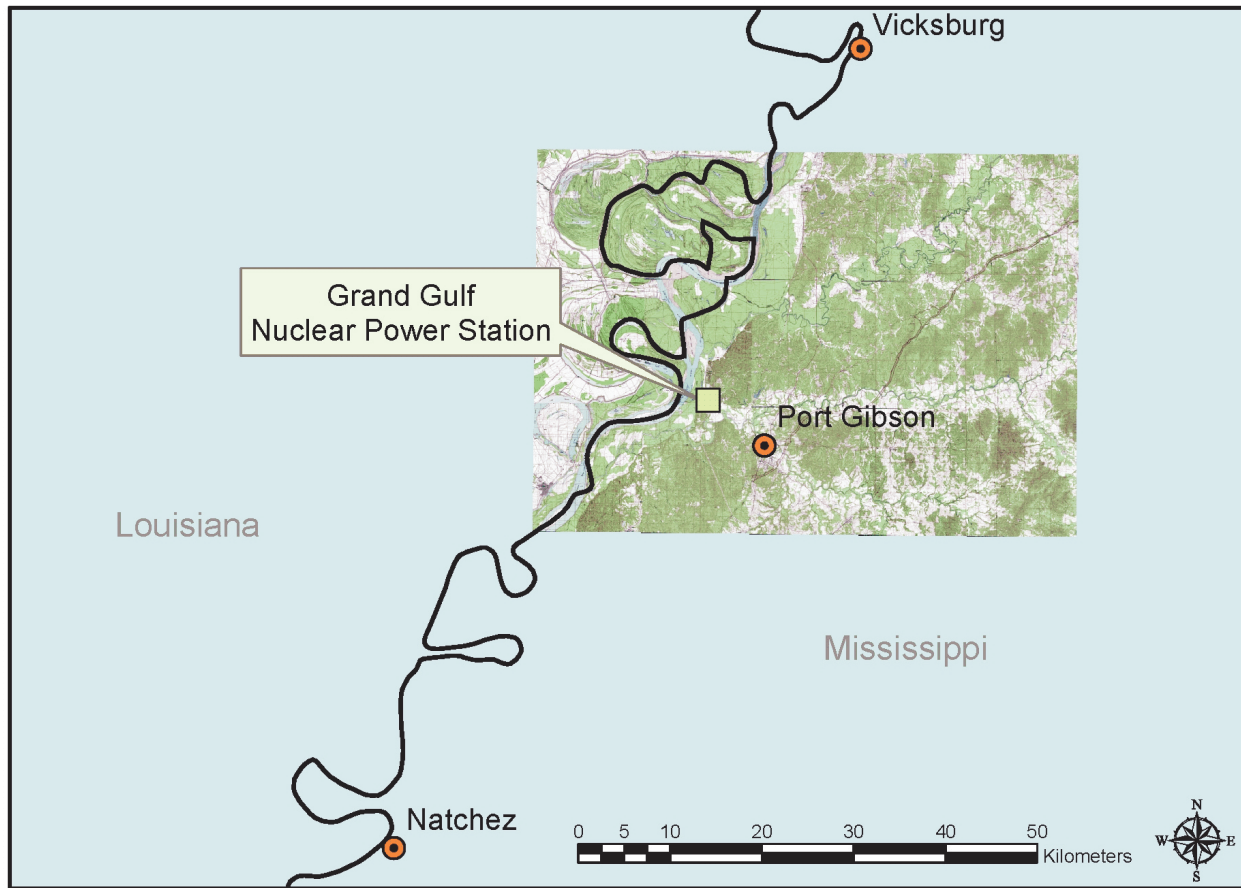 Vicksburg
Grand Gulf
Nuclear Power Station
Port Gibson
Louisiana
Mississippi
Natchez
0 5 10 20 30 40 50
Kilometers
N
W E
S